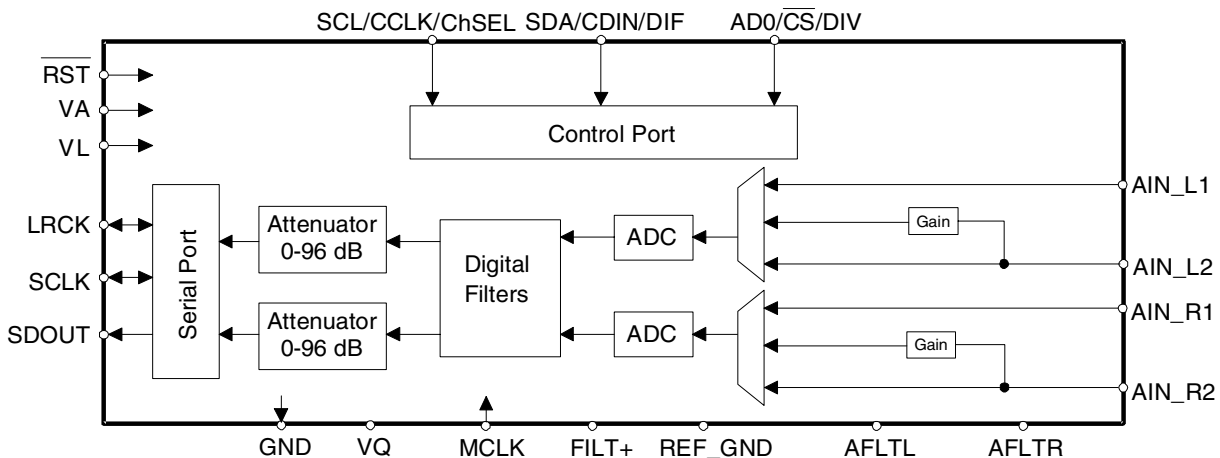 SCL/CCLK/ChSEL SDA/CDIN/DIF AD0/CS/DIV
RST
VA
VL
Control Port
AIN_L1
LRCK
SCLK
SDOUT
Serial Port
Attenuator
0-96 dB
Attenuator
0-96 dB
Digital
Filters
ADC
ADC
Gain
AIN_L2
AIN_R1
Gain
AIN_R2
GND VQ MCLK FILT+ REF_GND AFLTL AFLTR